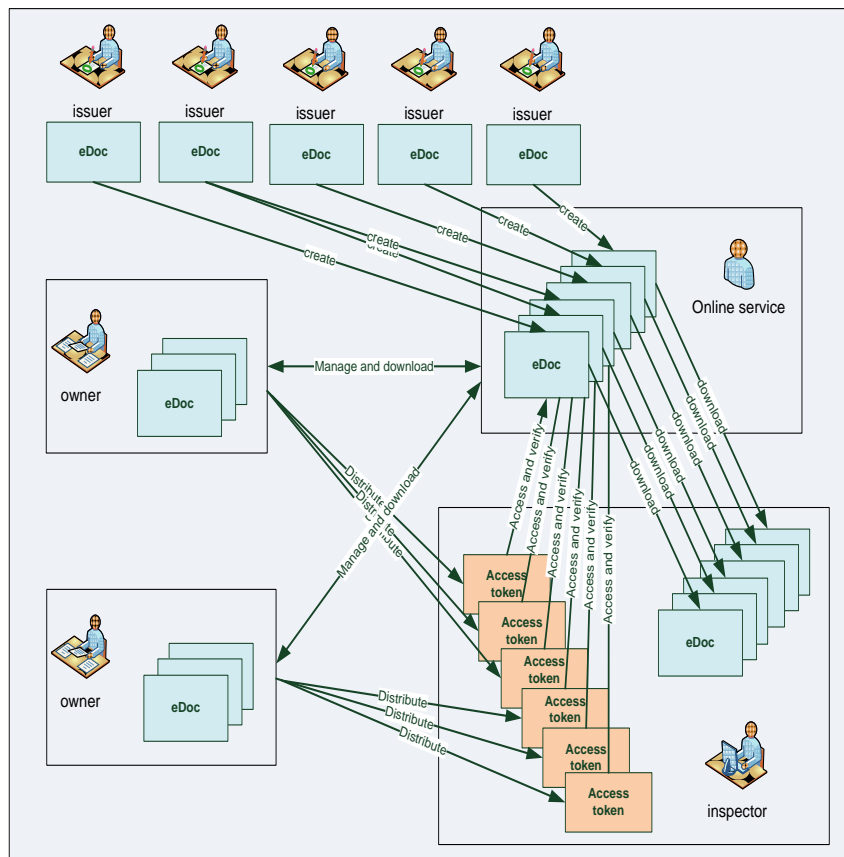 issuer
issuer
issuer
issuer
issuer
eDoc
eDoc
eDoc
eDoc
eDoc
create
create
create
create
create
create
Online service
eDoc
owner
eDoc
Manage and download
Manage and download
Distribute
Distribute
Distribute
Access and verify
Access and verify
Access and verify
Access and verify
Access and verify
Access and verify
download
download
download
download
download
download
Access
token
Access
token
Access
token
Access
token
Access
token
Access
token
eDoc
owner
eDoc
Distribute
Distribute
Distribute
inspector